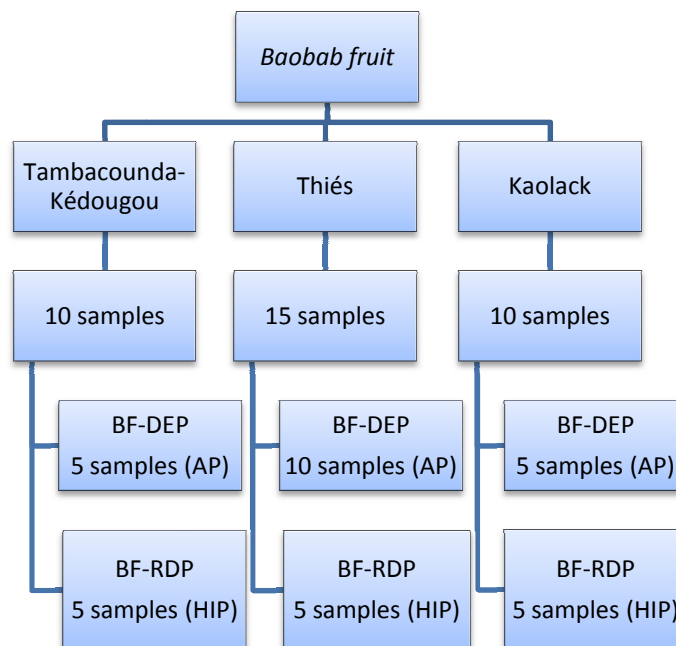 Baobab fruit
Tambacounda-
Kédougou
Thiés
Kaolack
10 samples
15 samples
10 samples
BF-DEP
5 samples (AP)
BF-DEP
10 samples (AP)
BF-DEP
5 samples (AP)
BF-RDP
5 samples (HIP)
BF-RDP
5 samples (HIP)
BF-RDP
5 samples (HIP)